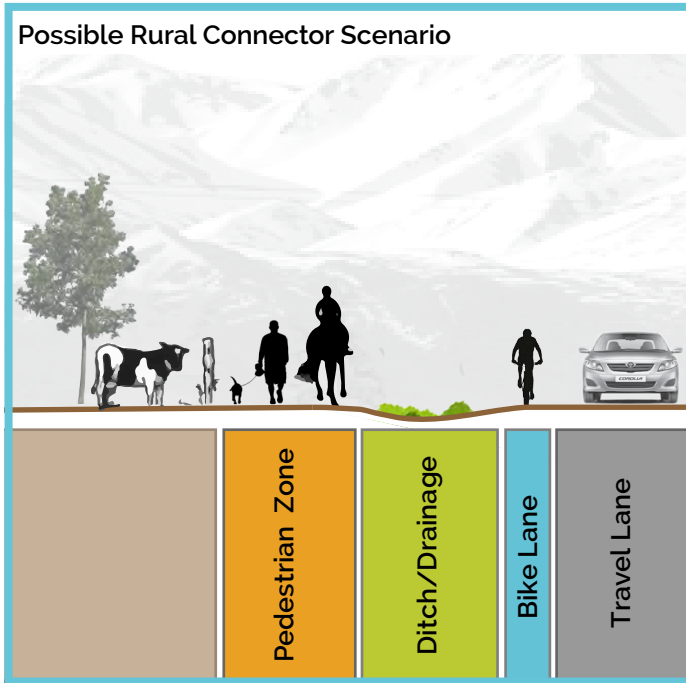 Possible Rural Connector Scenario
COROLLA
Pedestrian Zone
Ditch/Drainage
Bike Lane
Travel Lane